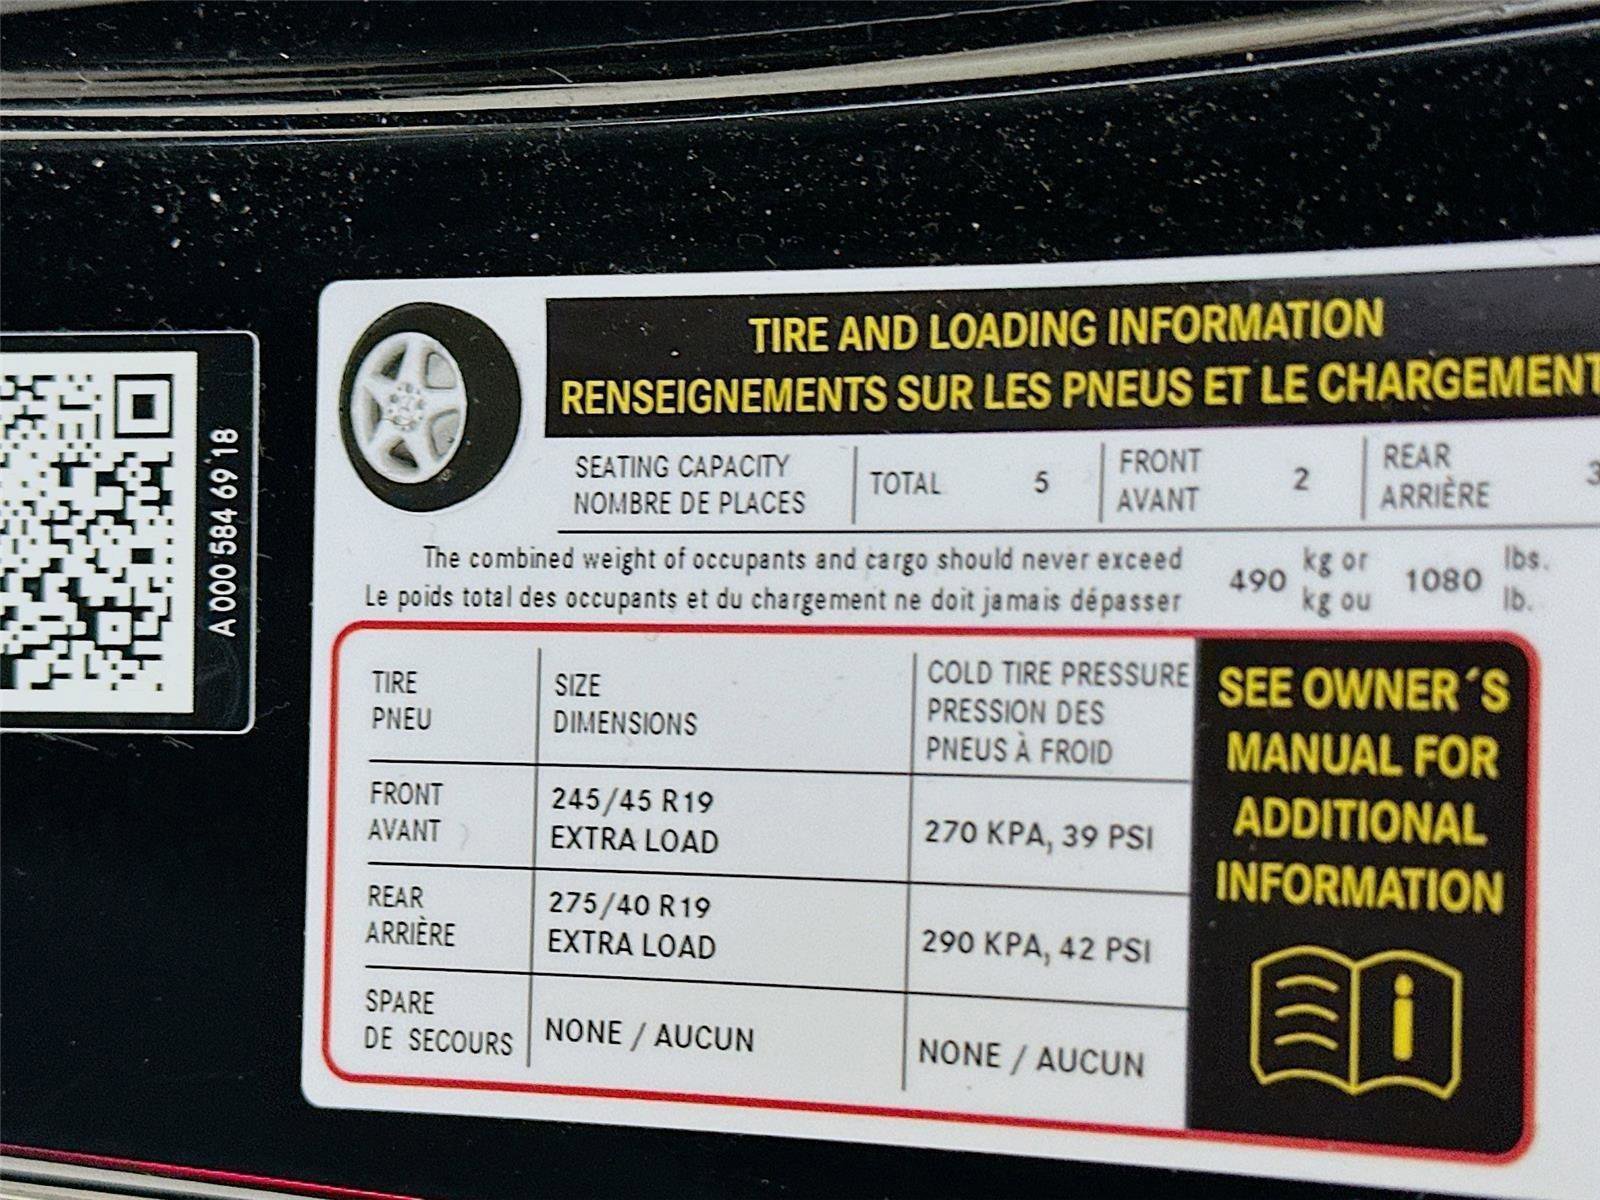 A 000 584 69 18
TIRE AND LOADING INFORMATION
RENSEIGNEMENTS SUR LES PNEUS ET LE CHARGEMENT
SEATING CAPACITY
NOMBRE DE PLACES
TOTAL 5
FRONT
AVANT
2
REAR
ARRIÈRE
3
The combined weight of occupants and cargo should never exceed
Le poids total des occupants et du chargement ne doit jamais dépasser
490
kg or
kg ou
1080
lbs.
lb.
TIRE
PNEU
SIZE
DIMENSIONS
COLD TIRE PRESSURE
PRESSION DES
PNEUS À FROID
FRONT
AVANT
245/45 R19
EXTRA LOAD
270 KPA, 39 PSI
REAR
ARRIÈRE
275/40 R19
EXTRA LOAD
290 KPA, 42 PSI
SPARE
DE SECOURS
NONE / AUCUN
NONE / AUCUN
SEE OWNER´S
MANUAL FOR
ADDITIONAL
INFORMATION